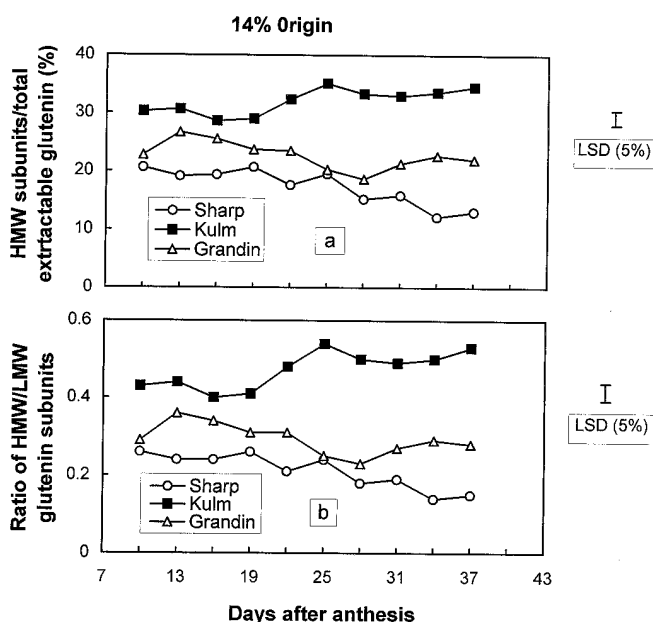 14% 0rigin
HMW subunits/total
extrtactable glutenin (%)
40
30
20
10
0
Sharp
Kulm
Grandin
a
LSD (5%)
Ratio of HMW/LMW
glutenin subunits
0.6
0.4
0.2
0
Sharp
Kulm
Grandin
b
LSD (5%)
7 13 19 25 31 37 43
Days after anthesis